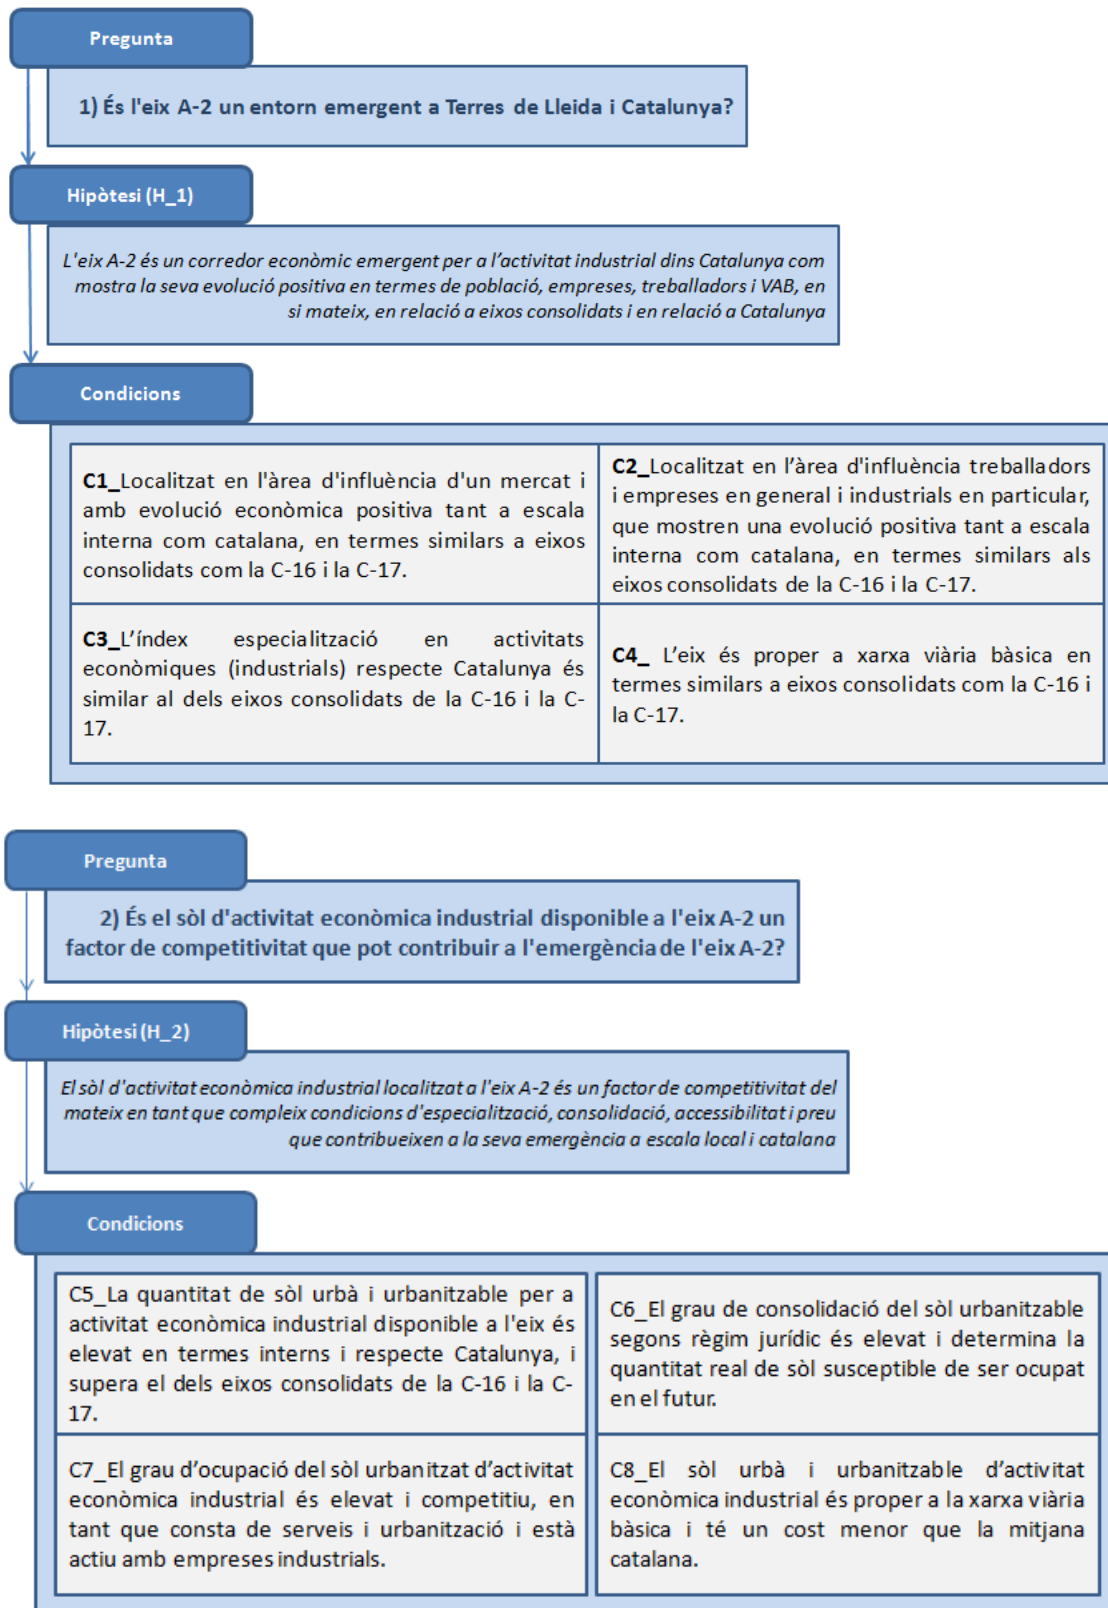 Pregunta
1) És l'eix A-2 un entorn emergent a Terres de Lleida i Catalunya?
Hipòtesi (H_1)
L'eix A-2 és un corredor econòmic emergent per a l’activitat industrial dins Catalunya com
mostra la seva evolució positiva en termes de població, empreses, treballadors i VAB, en
si mateix, en relació a eixos consolidats i en relació a Catalunya
Condicions
C1_Localitzat en l'àrea d'influència d'un mercat i
amb evolució econòmica positiva tant a escala
interna com catalana, en termes similars a eixos
consolidats com la C-16 i la C-17.
C2_Localitzat en l’àrea d'influència treballadors
i empreses en general i industrials en particular,
que mostren una evolució positiva tant a escala
interna com catalana, en termes similars als
eixos consolidats de la C-16 i la C-17.
C3_L’índex especialització en activitats
econòmiques (industrials) respecte Catalunya és
similar al dels eixos consolidats de la C-16 i la C-
17.
C4_ L’eix és proper a xarxa viària bàsica en
termes similars a eixos consolidats com la C-16 i
la C-17.
Pregunta
2) És el sòl d'activitat econòmica industrial disponible a l'eix A-2 un
factor de competitivitat que pot contribuir a l'emergència de l'eix A-2?
Hipòtesi (H_2)
El sòl d'activitat econòmica industrial localitzat a l'eix A-2 és un factor de competitivitat del
mateix en tant que compleix condicions d'especialització, consolidació, accessibilitat i preu
que contribueixen a la seva emergència a escala local i catalana
Condicions
C5_La quantitat de sòl urbà i urbanitzable per a
activitat econòmica industrial disponible a l'eix és
elevat en termes interns i respecte Catalunya, i
supera el dels eixos consolidats de la C-16 i la C-
17.
C6_El grau de consolidació del sòl urbanitzable
segons règim jurídic és elevat i determina la
quantitat real de sòl susceptible de ser ocupat
en el futur.
C7_El grau d’ocupació del sòl urbanitzat d’activitat
econòmica industrial és elevat i competitiu, en
tant que consta de serveis i urbanització i està
actiu amb empreses industrials.
C8_El sòl urbà i urbanitzable d’activitat
econòmica industrial és proper a la xarxa viària
bàsica i té un cost menor que la mitjana
catalana.